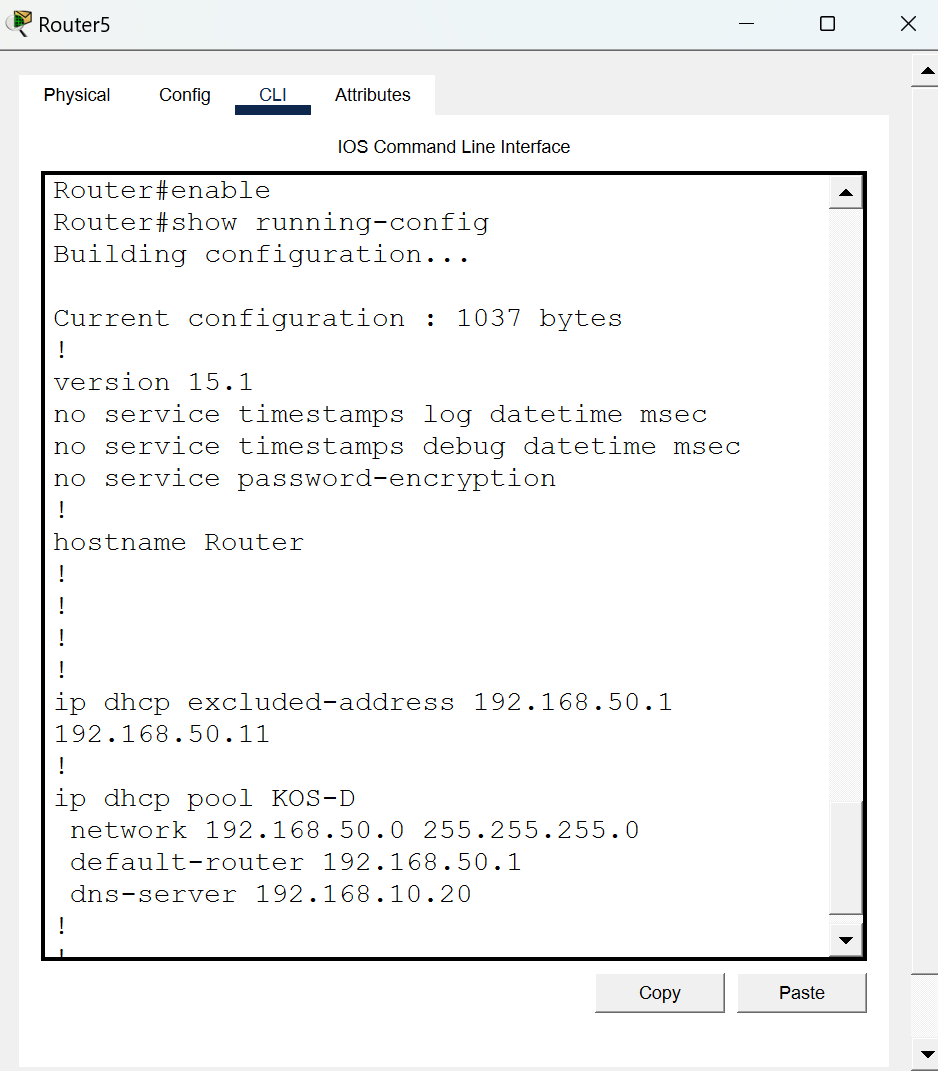 Router5
Physical Config CLI Attributes
IOS Command Line Interface
Router#enable
Router#show running-config
Building configuration...
Current configuration : 1037 bytes
!
version 15.1
no service timestamps log datetime msec
no service timestamps debug datetime msec
no service password-encryption
!
hostname Router
!
!
!
!
ip dhcp excluded-address 192.168.50.1
192.168.50.11
!
ip dhcp pool KOS-D
 network 192.168.50.0 255.255.255.0
 default-router 192.168.50.1
 dns-server 192.168.10.20
!
!
Copy Paste